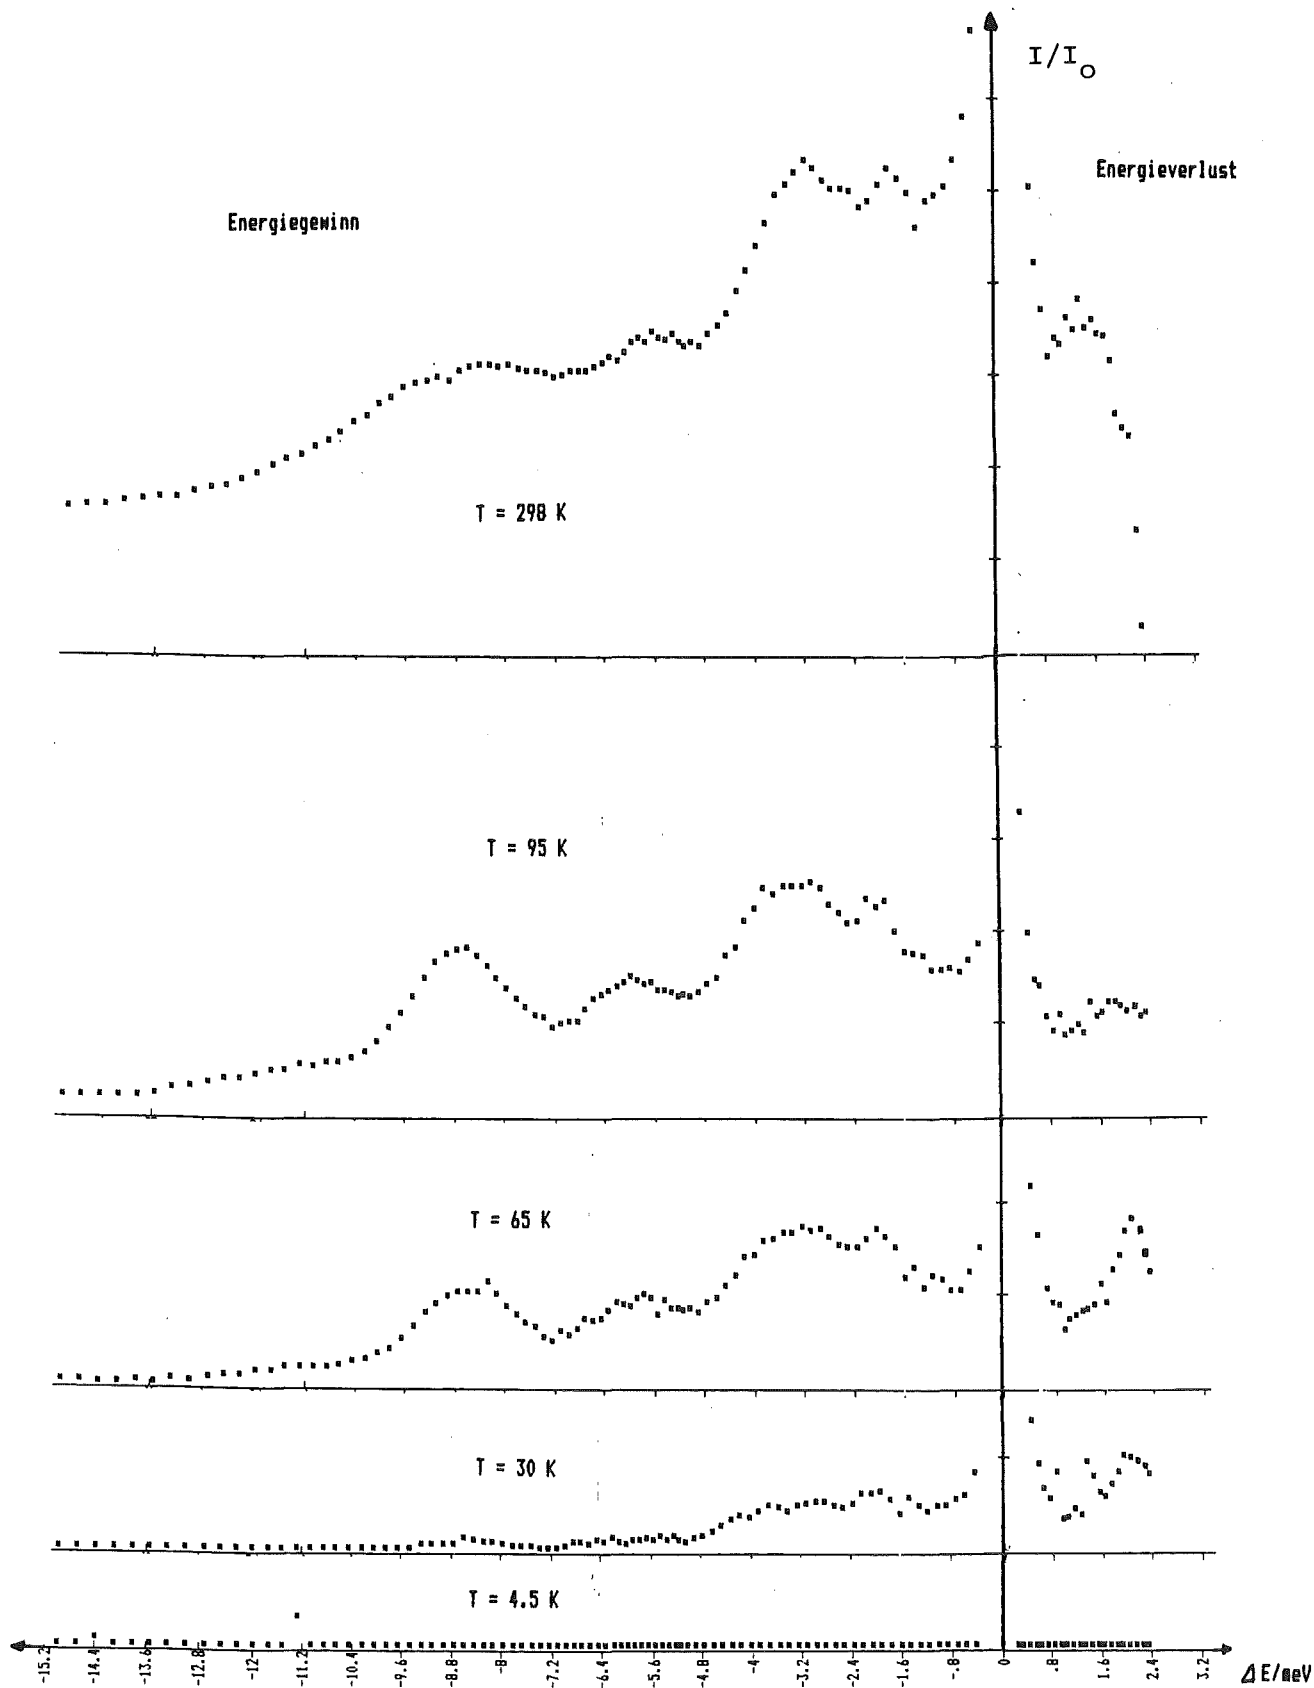 I/I₀
Energieverlust
Energiegewinn
T = 298 K
T = 95 K
T = 65 K
T = 30 K
T = 4.5 K
-15.2 -14.4 -13.6 -12.8 -12 -11.2 -10.4 -9.6 -8.8 -8 -7.2 -6.4 -5.6 -4.8 -4 -3.2 -2.4 -1.6 -.8 .8 1.6 2.4 3.2 ΔE/meV